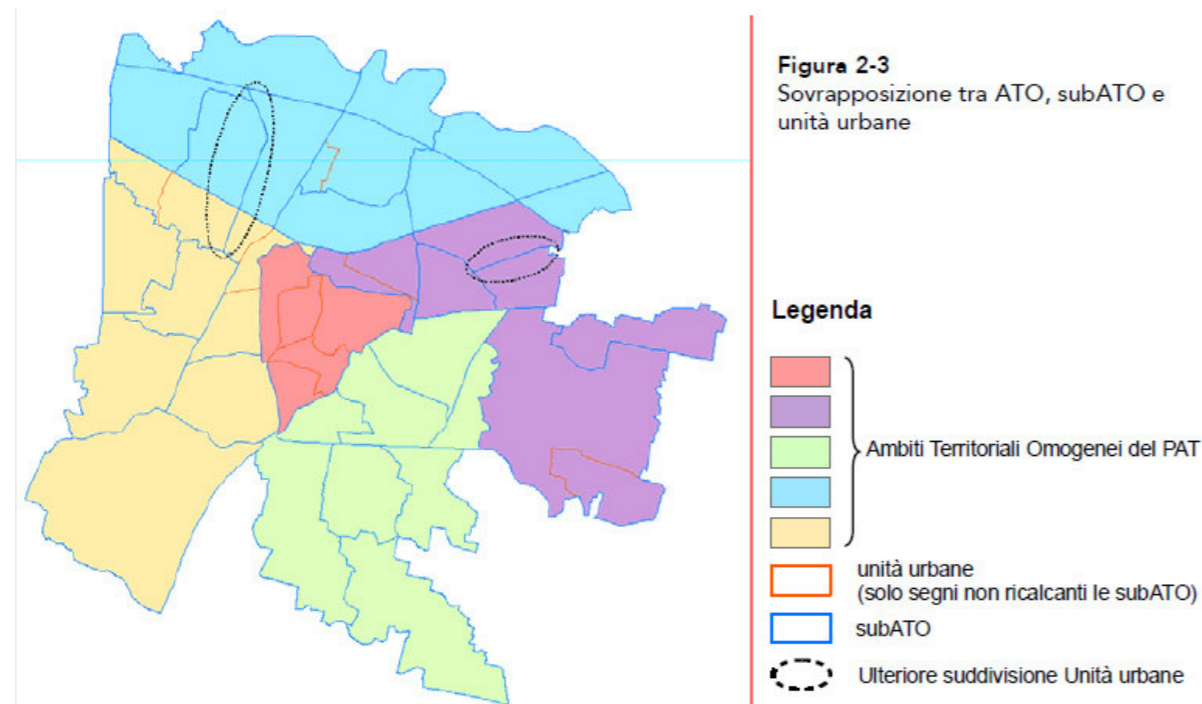 Figura 2-3
Sovrapposizione tra ATO, subATO e
unità urbane
Legenda
Ambiti Territoriali Omogenei del PAT
unità urbane
(solo segni non ricalcanti le subATO)
subATO
Ulteriore suddivisione Unità urbane